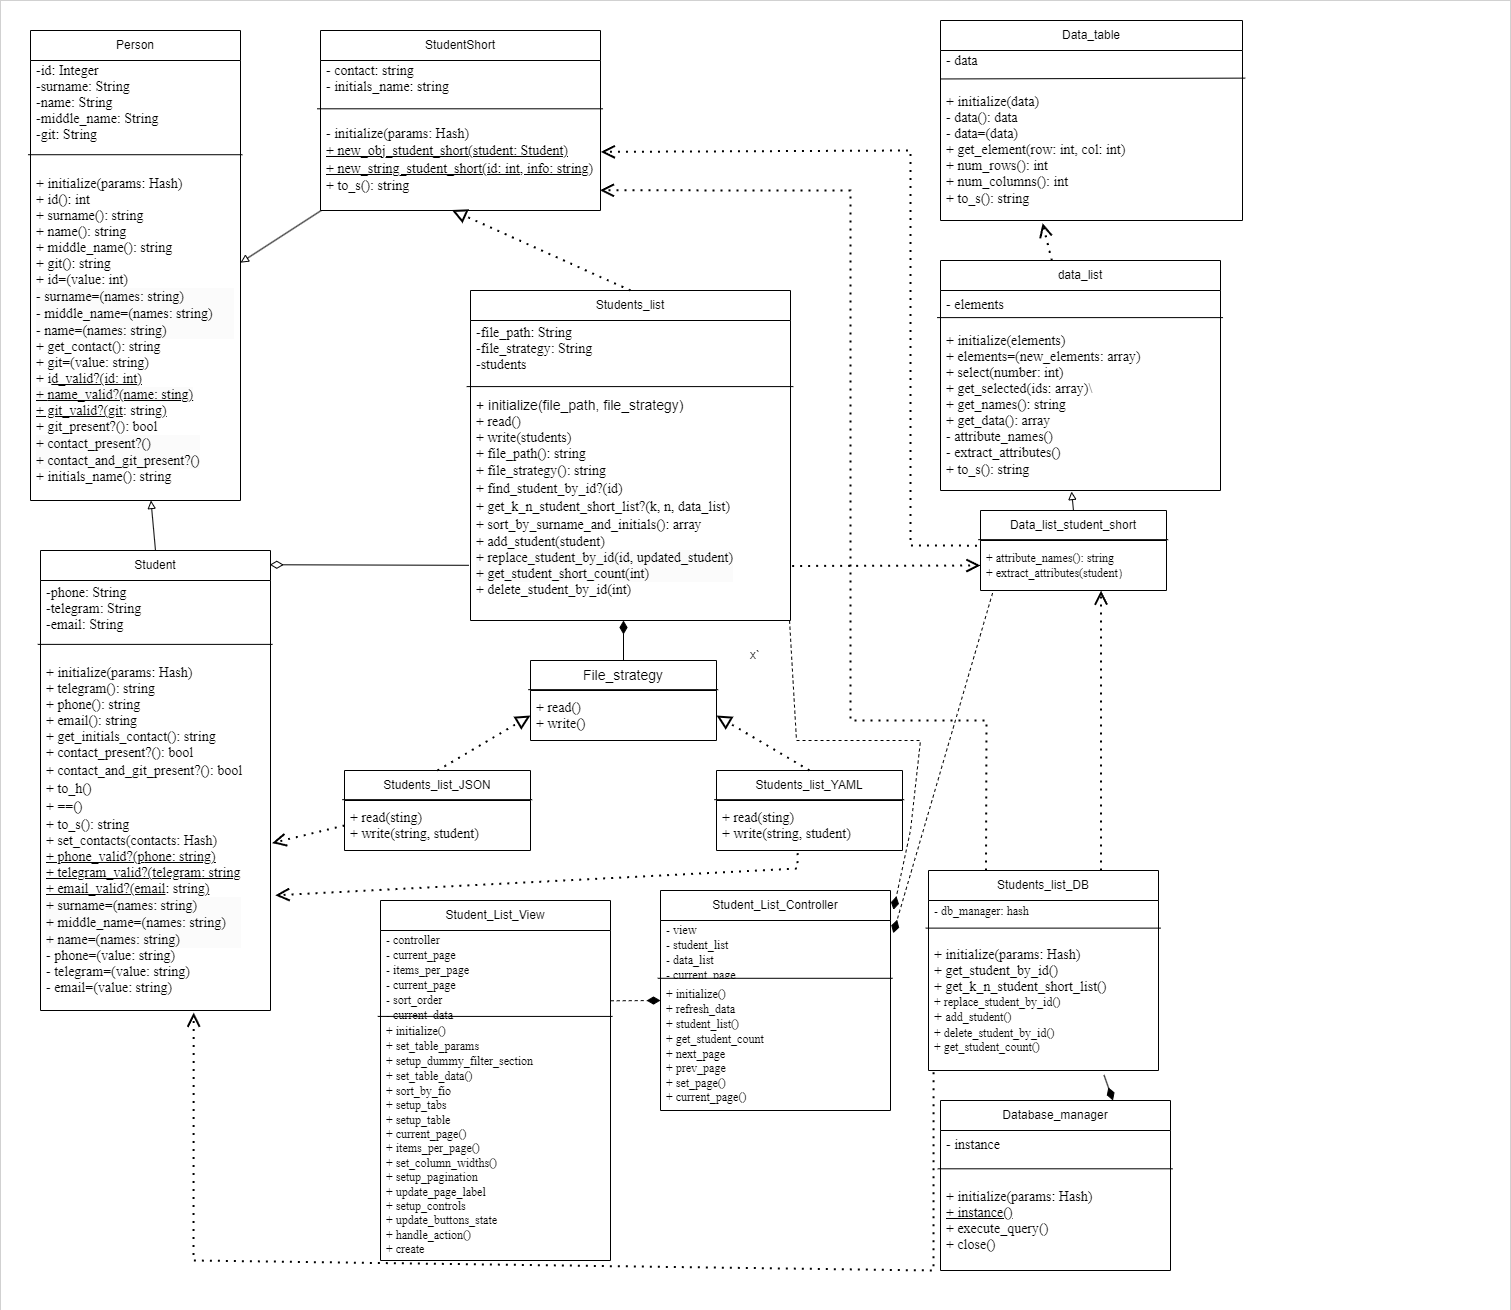 Person
-id: Integer
-surname: String
-name: String
-middle_name: String
-git: String
+ initialize(params: Hash)
+ id(): int
+ surname(): string
+ name(): string
+ middle_name(): string
+ git(): string
+ id=(value: int)
- surname=(names: string)
- middle_name=(names: string)
- name=(names: string)
+ get_contact(): string
+ git=(value: string)
+ id_valid?(id: int)
+ name_valid?(name: sting)
+ git_valid?(git: string)
+ git_present?(): bool
+ contact_present?()
+ contact_and_git_present?()
+ initials_name(): string
StudentShort
- contact: string
- initials_name: string
- initialize(params: Hash)
+ new_obj_student_short(student: Student)
+ new_string_student_short(id: int, info: string)
+ to_s(): string
Data_table
- data
+ initialize(data)
- data(): data
- data=(data)
+ get_element(row: int, col: int)
+ num_rows(): int
+ num_columns(): int
+ to_s(): string
Students_list
-file_path: String
-file_strategy: String
-students
+ initialize(file_path, file_strategy)
+ read()
+ write(students)
+ file_path(): string
+ file_strategy(): string
+ find_student_by_id?(id)
+ get_k_n_student_short_list?(k, n, data_list)
+ sort_by_surname_and_initials(): array
+ add_student(student)
+ replace_student_by_id(id, updated_student)
+ get_student_short_count(int)
+ delete_student_by_id(int)
data_list
- elements
+ initialize(elements)
+ elements=(new_elements: array)
+ select(number: int)
+ get_selected(ids: array)\
+ get_names(): string
+ get_data(): array
- attribute_names()
- extract_attributes()
+ to_s(): string
Data_list_student_short
+ attribute_names(): string
+ extract_attributes(student)
Student
-phone: String
-telegram: String
-email: String
+ initialize(params: Hash)
+ telegram(): string
+ phone(): string
+ email(): string
+ get_initials_contact(): string
+ contact_present?(): bool
+ contact_and_git_present?(): bool
+ to_h()
+ ==()
+ to_s(): string
+ set_contacts(contacts: Hash)
+ phone_valid?(phone: string)
+ telegram_valid?(telegram: string
+ email_valid?(email: string)
+ surname=(names: string)
+ middle_name=(names: string)
+ name=(names: string)
- phone=(value: string)
- telegram=(value: string)
- email=(value: string)
x`
File_strategy
+ read()
+ write()
Students_list_JSON
+ read(sting)
+ write(string, student)
Students_list_YAML
+ read(sting)
+ write(string, student)
Student_List_View
- controller
- current_page
- items_per_page
- current_page
- sort_order
- current_data
+ initialize()
+ set_table_params
+ setup_dummy_filter_section
+ set_table_data()
+ sort_by_fio
+ setup_tabs
+ setup_table
+ current_page()
+ items_per_page()
+ set_column_widths()
+ setup_pagination
+ update_page_label
+ setup_controls
+ update_buttons_state
+ handle_action()
+ create
Student_List_Controller
- view
- student_list
- data_list
- current_page
+ initialize()
+ refresh_data
+ student_list()
+ get_student_count
+ next_page
+ prev_page
+ set_page()
+ current_page()
Students_list_DB
- db_manager: hash
+ initialize(params: Hash)
+ get_student_by_id()
+ get_k_n_student_short_list()
+ replace_student_by_id()
+ add_student()
+ delete_student_by_id()
+ get_student_count()
Database_manager
- instance
+ initialize(params: Hash)
+ instance()
+ execute_query()
+ close()